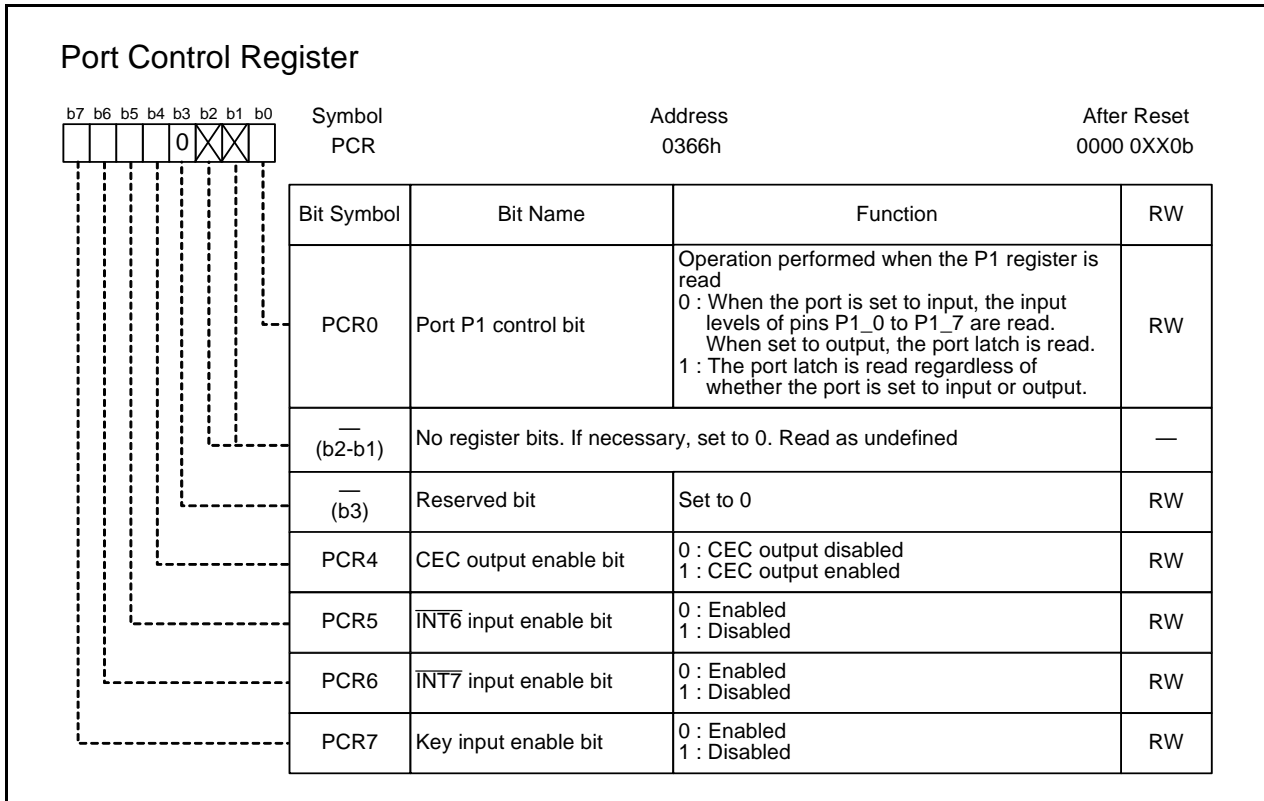 Port Control Register
b7 b6 b5 b4 b3 b2 b1 b0
Symbol Address After Reset
0
PCR 0366h 0000 0XX0b
Bit Symbol Bit Name Function RW
PCR0 Port P1 control bit
Operation performed when the P1 register is
read
0 : When the port is set to input, the input
levels of pins P1_0 to P1_7 are read.
When set to output, the port latch is read.
1 : The port latch is read regardless of
whether the port is set to input or output.
RW
—
(b2-b1)
No register bits. If necessary, set to 0. Read as undefined —
—
(b3)
Reserved bit Set to 0 RW
PCR4 CEC output enable bit
0 : CEC output disabled
1 : CEC output enabled
RW
PCR5 INT6 input enable bit
0 : Enabled
1 : Disabled
RW
PCR6 INT7 input enable bit
0 : Enabled
1 : Disabled
RW
PCR7 Key input enable bit
0 : Enabled
1 : Disabled
RW